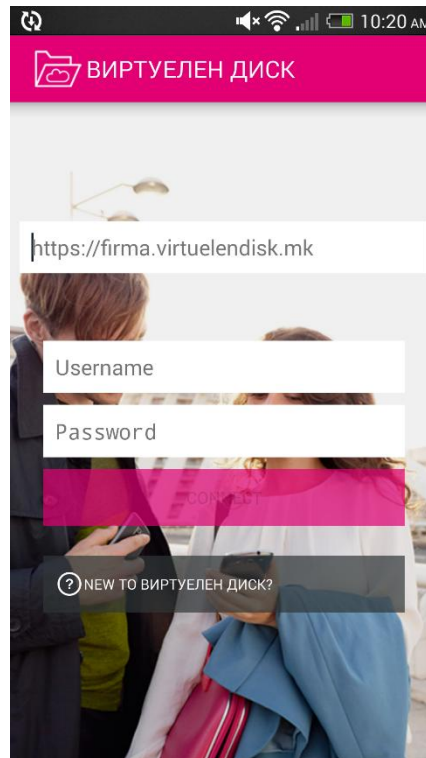 10:20 AM
ВИРТУЕЛЕН ДИСК
https://firma.virtuelendisk.mk
Username
Password
CONNECT
? NEW TO ВИРТУЕЛЕН ДИСК?